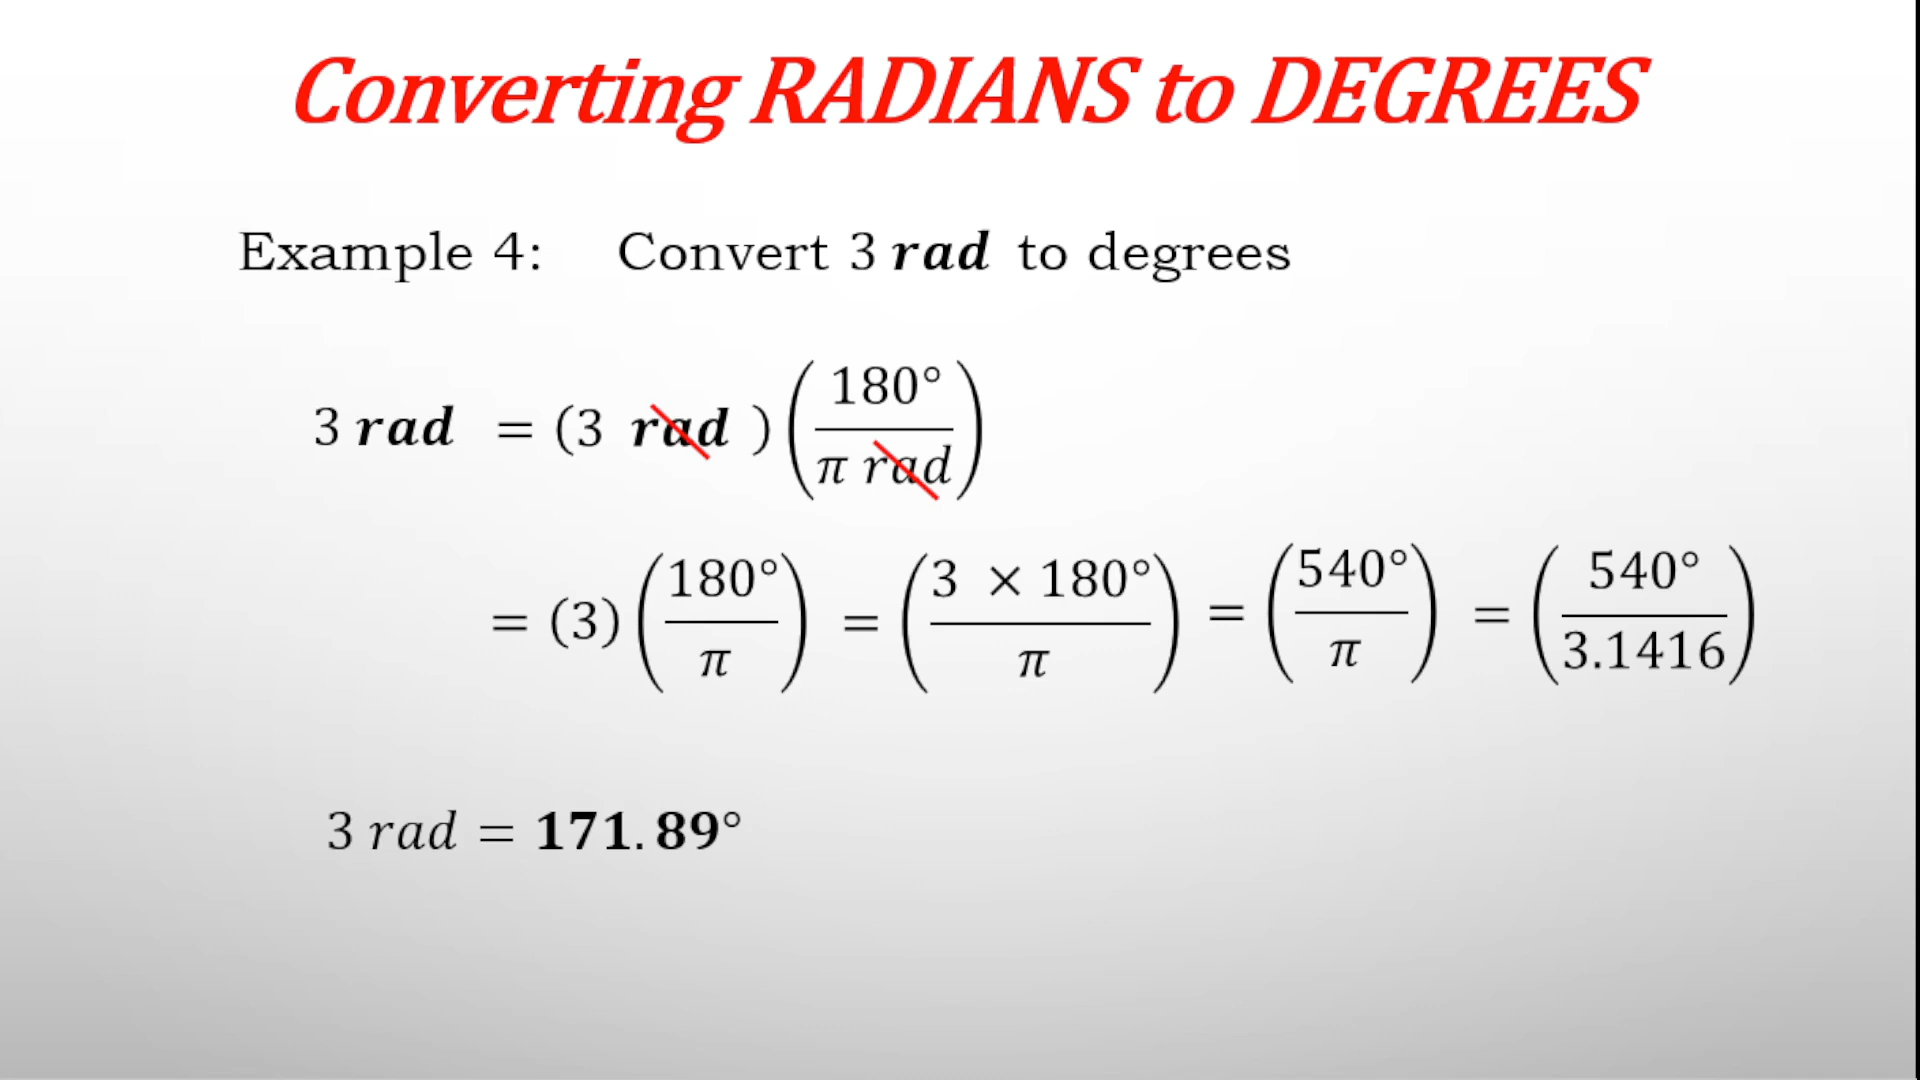 Converting RADIANS to DEGREES
Example 4: Convert 3 rad to degrees
3 rad = (3 rad ) (180° / π rad)
= (3) (180° / π) = (3 × 180° / π) = (540° / π) = (540° / 3.1416)
3 rad = 171.89°